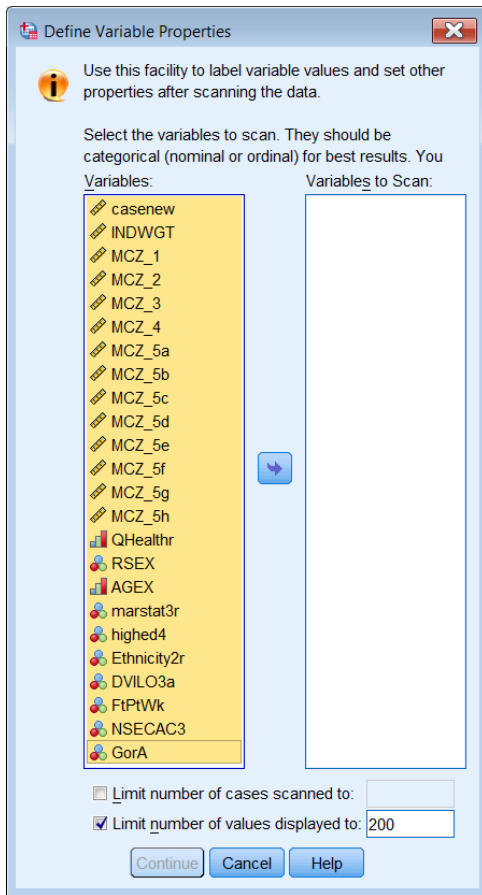 Define Variable Properties
Use this facility to label variable values and set other
properties after scanning the data.
Select the variables to scan. They should be
categorical (nominal or ordinal) for best results. You
Variables:
Variables to Scan:
casenew
INDWGT
MCZ_1
MCZ_2
MCZ_3
MCZ_4
MCZ_5a
MCZ_5b
MCZ_5c
MCZ_5d
MCZ_5e
MCZ_5f
MCZ_5g
MCZ_5h
QHealthr
RSEX
AGEX
marstat3r
highed4
Ethnicity2r
DVILO3a
FtPtWk
NSECAC3
GorA
Limit number of cases scanned to:
Limit number of values displayed to: 200
Continue Cancel Help